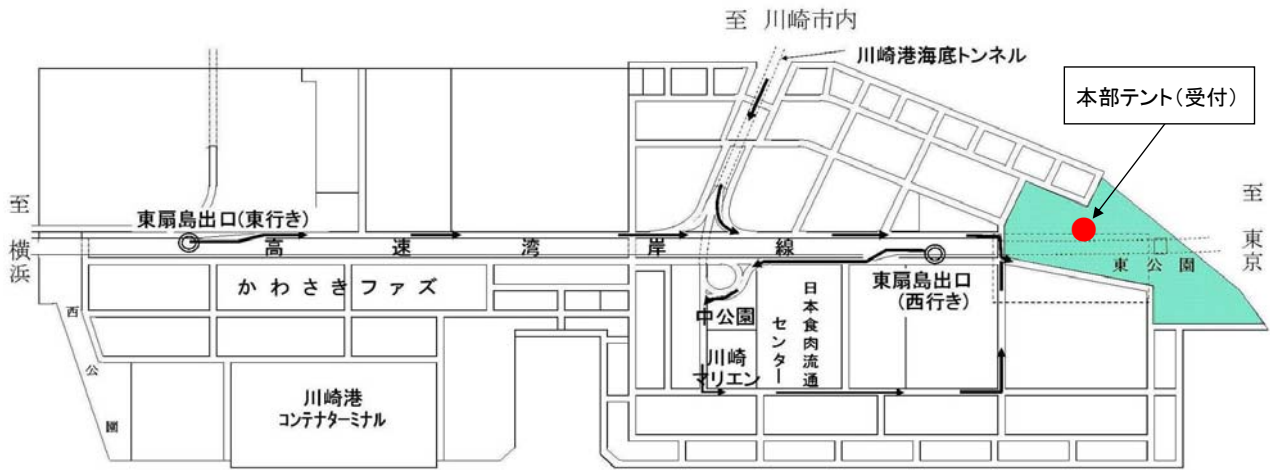 至 川崎市内
川崎港海底トンネル
本部テント(受付)
至 横浜
至 東京
東扇島出口(東行き)
高速湾岸線
東公園
かわさきファズ
東扇島出口
(西行き)
日本食肉流通
センター
中公園
川崎
マリエン
西公園
川崎港
コンテナターミナル